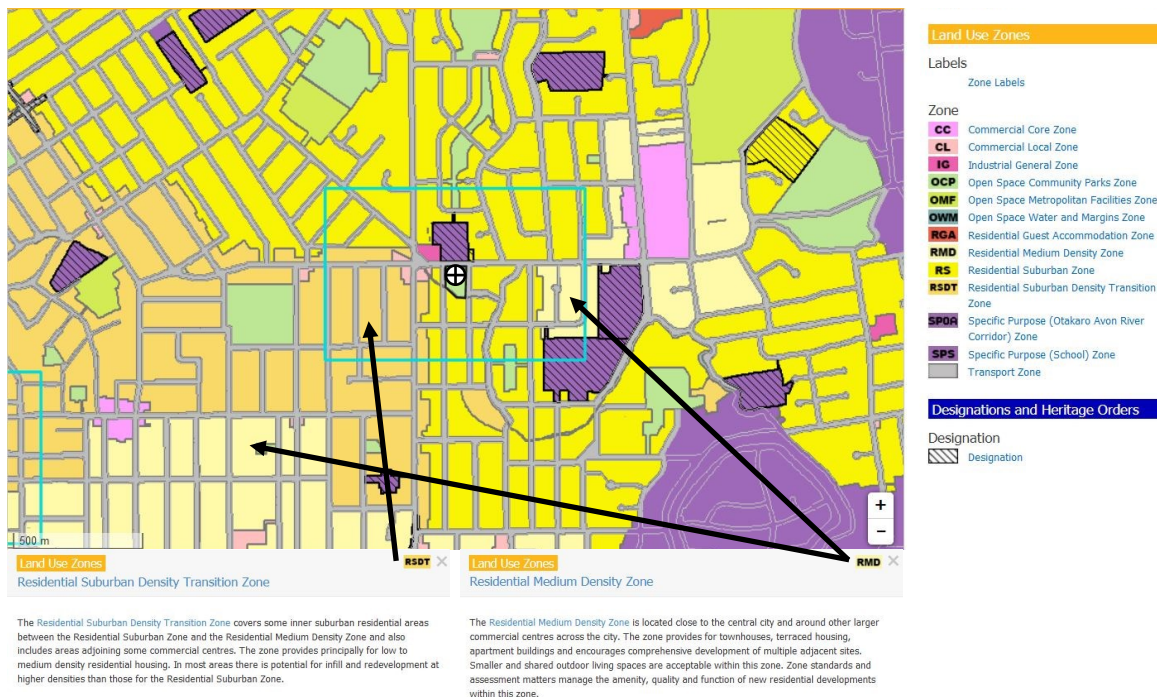 Land Use Zones
Labels
Zone Labels
Zone
CC Commercial Core Zone
CL Commercial Local Zone
IG Industrial General Zone
OCP Open Space Community Parks Zone
OMF Open Space Metropolitan Facilities Zone
OWM Open Space Water and Margins Zone
RGA Residential Guest Accommodation Zone
RMD Residential Medium Density Zone
RS Residential Suburban Zone
RSDT Residential Suburban Density Transition
Zone
SPOA Specific Purpose (Otakaro Avon River
Corridor) Zone
SPS Specific Purpose (School) Zone
Transport Zone
Designations and Heritage Orders
Designation
Designation
+
−
500 m
Land Use Zones
RSDT ×
Residential Suburban Density Transition Zone
The Residential Suburban Density Transition Zone covers some inner suburban residential areas
between the Residential Suburban Zone and the Residential Medium Density Zone and also
includes areas adjoining some commercial centres. The zone provides principally for low to
medium density residential housing. In most areas there is potential for infill and redevelopment at
higher densities than those for the Residential Suburban Zone.
Land Use Zones
RMD ×
Residential Medium Density Zone
The Residential Medium Density Zone is located close to the central city and around other larger
commercial centres across the city. The zone provides for townhouses, terraced housing,
apartment buildings and encourages comprehensive development of multiple adjacent sites.
Smaller and shared outdoor living spaces are acceptable within this zone. Zone standards and
assessment matters manage the amenity, quality and function of new residential developments
within this zone.